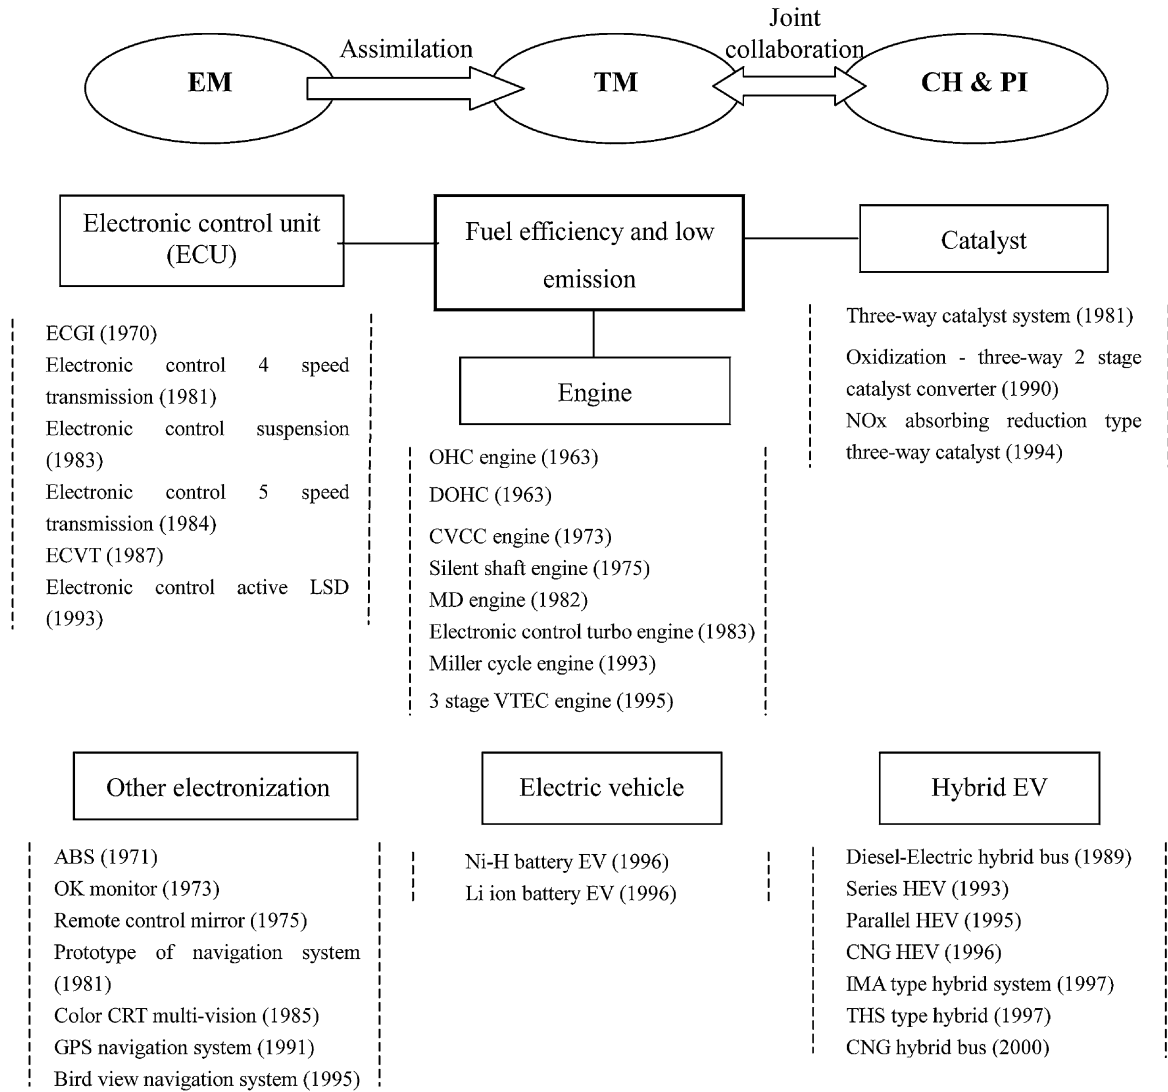 Assimilation
Joint
collaboration
EM
TM
CH & PI
Electronic control unit
(ECU)
Fuel efficiency and low
emission
Catalyst
ECGI (1970)
Electronic control 4 speed
transmission (1981)
Electronic control suspension
(1983)
Electronic control 5 speed
transmission (1984)
ECVT (1987)
Electronic control active LSD
(1993)
Engine
OHC engine (1963)
DOHC (1963)
CVCC engine (1973)
Silent shaft engine (1975)
MD engine (1982)
Electronic control turbo engine (1983)
Miller cycle engine (1993)
3 stage VTEC engine (1995)
Three-way catalyst system (1981)
Oxidization - three-way 2 stage
catalyst converter (1990)
NOx absorbing reduction type
three-way catalyst (1994)
Other electronization
ABS (1971)
OK monitor (1973)
Remote control mirror (1975)
Prototype of navigation system
(1981)
Color CRT multi-vision (1985)
GPS navigation system (1991)
Bird view navigation system (1995)
Electric vehicle
Ni-H battery EV (1996)
Li ion battery EV (1996)
Hybrid EV
Diesel-Electric hybrid bus (1989)
Series HEV (1993)
Parallel HEV (1995)
CNG HEV (1996)
IMA type hybrid system (1997)
THS type hybrid (1997)
CNG hybrid bus (2000)